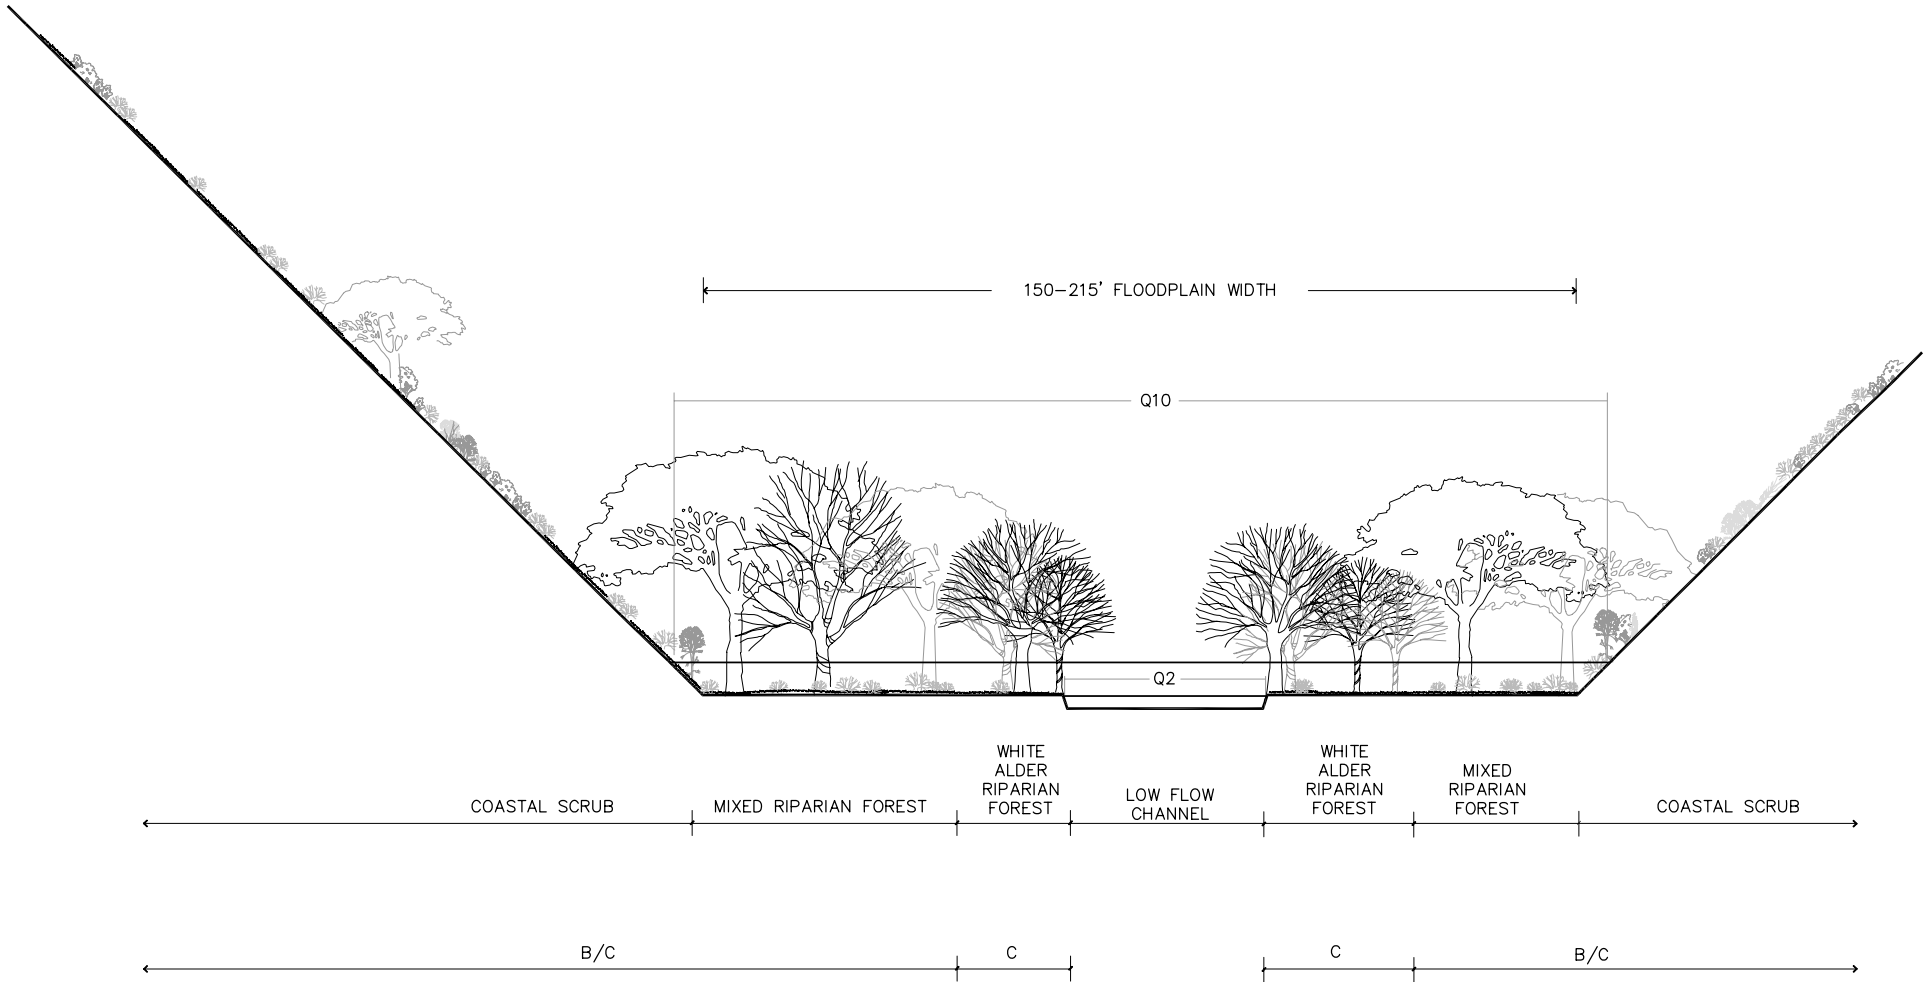 150-215' FLOODPLAIN WIDTH
Q10
Q2
COASTAL SCRUB
MIXED RIPARIAN FOREST
WHITE
ALDER
RIPARIAN
FOREST
LOW FLOW
CHANNEL
WHITE
ALDER
RIPARIAN
FOREST
MIXED
RIPARIAN
FOREST
COASTAL SCRUB
B/C
C
C
B/C